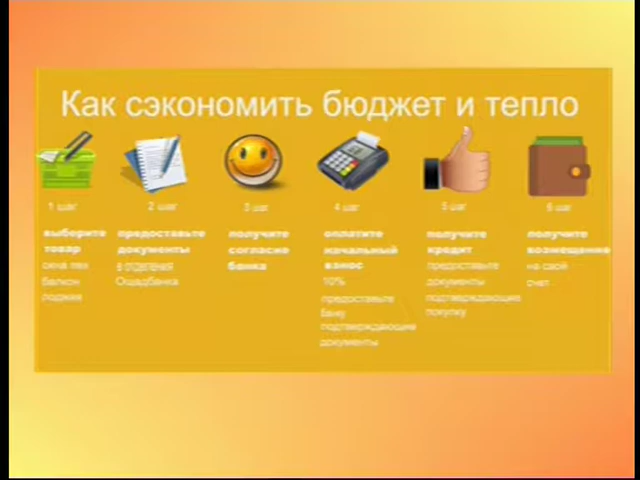 Как сэкономить бюджет и тепло
1 шаг
выберите
товар
окна пвх
балкон
лоджия
2 шаг
предоставьте
документы
в отделения
Ощадбанка
3 шаг
получите
согласие
банка
4 шаг
оплатите
начальный
взнос
10%
предоставьте
банку
подтверждающие
документы
5 шаг
получите
кредит
предоставьте
документы
подтверждающие
покупку
6 шаг
получите
возмещение
на свой
счет